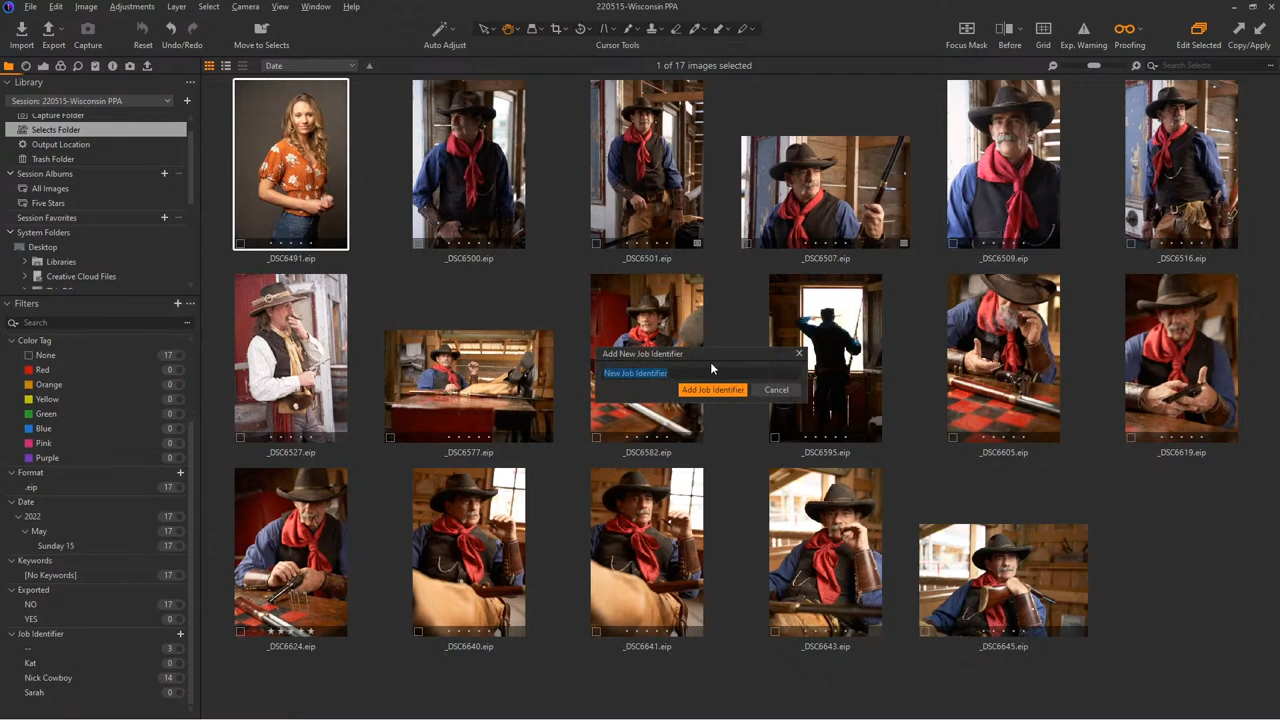 File Edit Image Adjustments Layer Select Camera View Window Help
220515-Wisconsin PPA
Import Export Capture Reset Undo/Redo Move to Selects Auto Adjust Cursor Tools Focus Mask Before Grid Exp. Warning Proofing Edit Selected Copy/Apply
Date
1 of 17 images selected
Search Selects
Library
Session: 220515-Wisconsin PPA
Capture Folder
Selects Folder
Output Location
Trash Folder
Session Albums
All Images
Five Stars
Session Favorites
System Folders
Desktop
Libraries
Creative Cloud Files
Filters
Search
Color Tag
None 17
Red 0
Orange 0
Yellow 0
Green 0
Blue 0
Pink 0
Purple 0
Format
.eip 17
Date
2022 17
May 17
Sunday 15 17
Keywords
[No Keywords] 17
Exported
NO 17
YES 0
Job Identifier
-- 3
Kat 0
Nick Cowboy 14
Sarah 0
_DSC6491.eip _DSC6500.eip _DSC6501.eip _DSC6507.eip _DSC6509.eip _DSC6516.eip
_DSC6527.eip _DSC6577.eip _DSC6582.eip _DSC6595.eip _DSC6605.eip _DSC6619.eip
_DSC6624.eip _DSC6640.eip _DSC6641.eip _DSC6643.eip _DSC6645.eip
Add New Job Identifier
New Job Identifier
Add Job Identifier Cancel